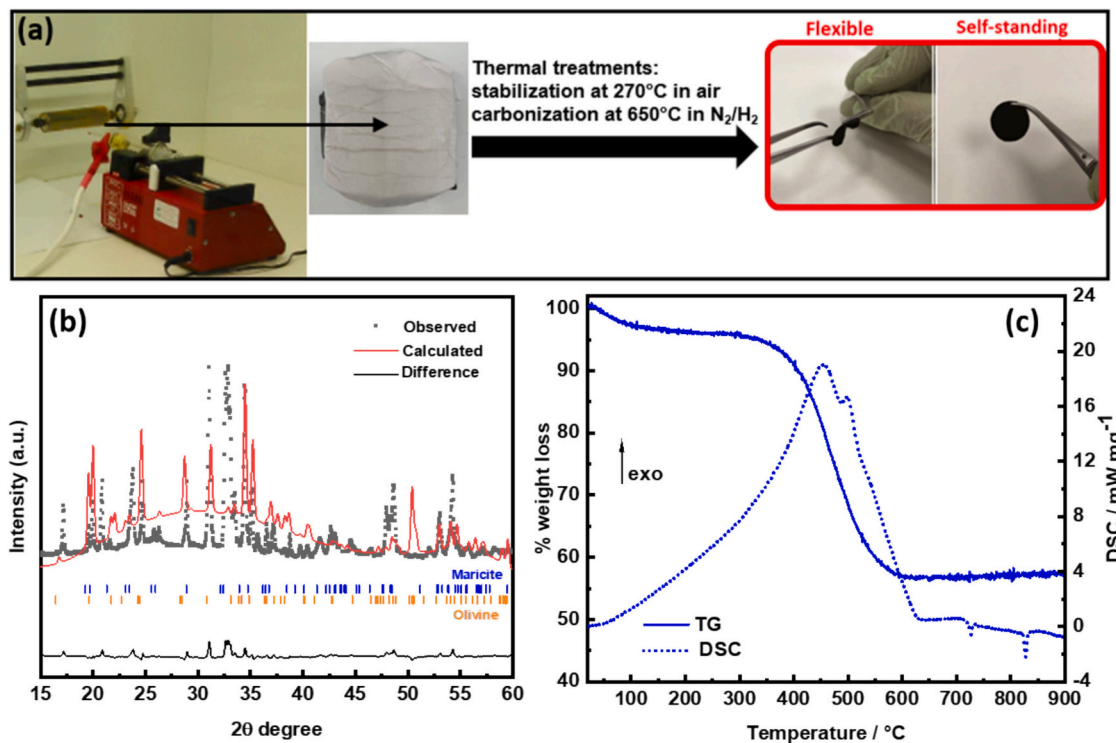 (a)
Thermal treatments:
stabilization at 270°C in air
carbonization at 650°C in N₂/H₂
Flexible
Self-standing
(b)
Observed
Calculated
Difference
Intensity (a.u.)
Maricite
Olivine
15 20 25 30 35 40 45 50 55 60
2θ degree
(c)
100
90
80
70
60
50
40
% weight loss
exo
TG
DSC
24
20
16
12
8
4
0
-4
DSC / mW mg⁻¹
100 200 300 400 500 600 700 800 900
Temperature / °C